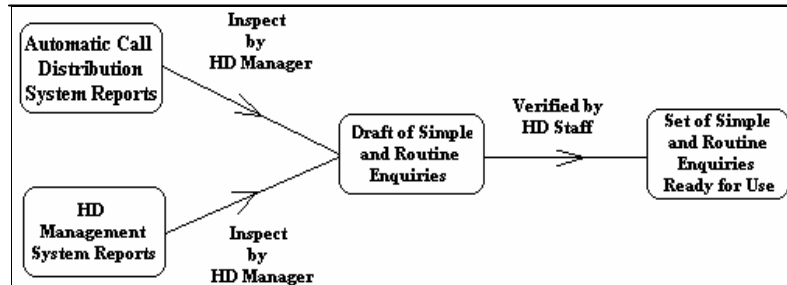 Automatic Call
Distribution
System Reports
Inspect
by
HD Manager
HD
Management
System Reports
Inspect
by
HD Manager
Draft of Simple
and Routine
Enquiries
Verified by
HD Staff
Set of Simple
and Routine
Enquiries
Ready for Use